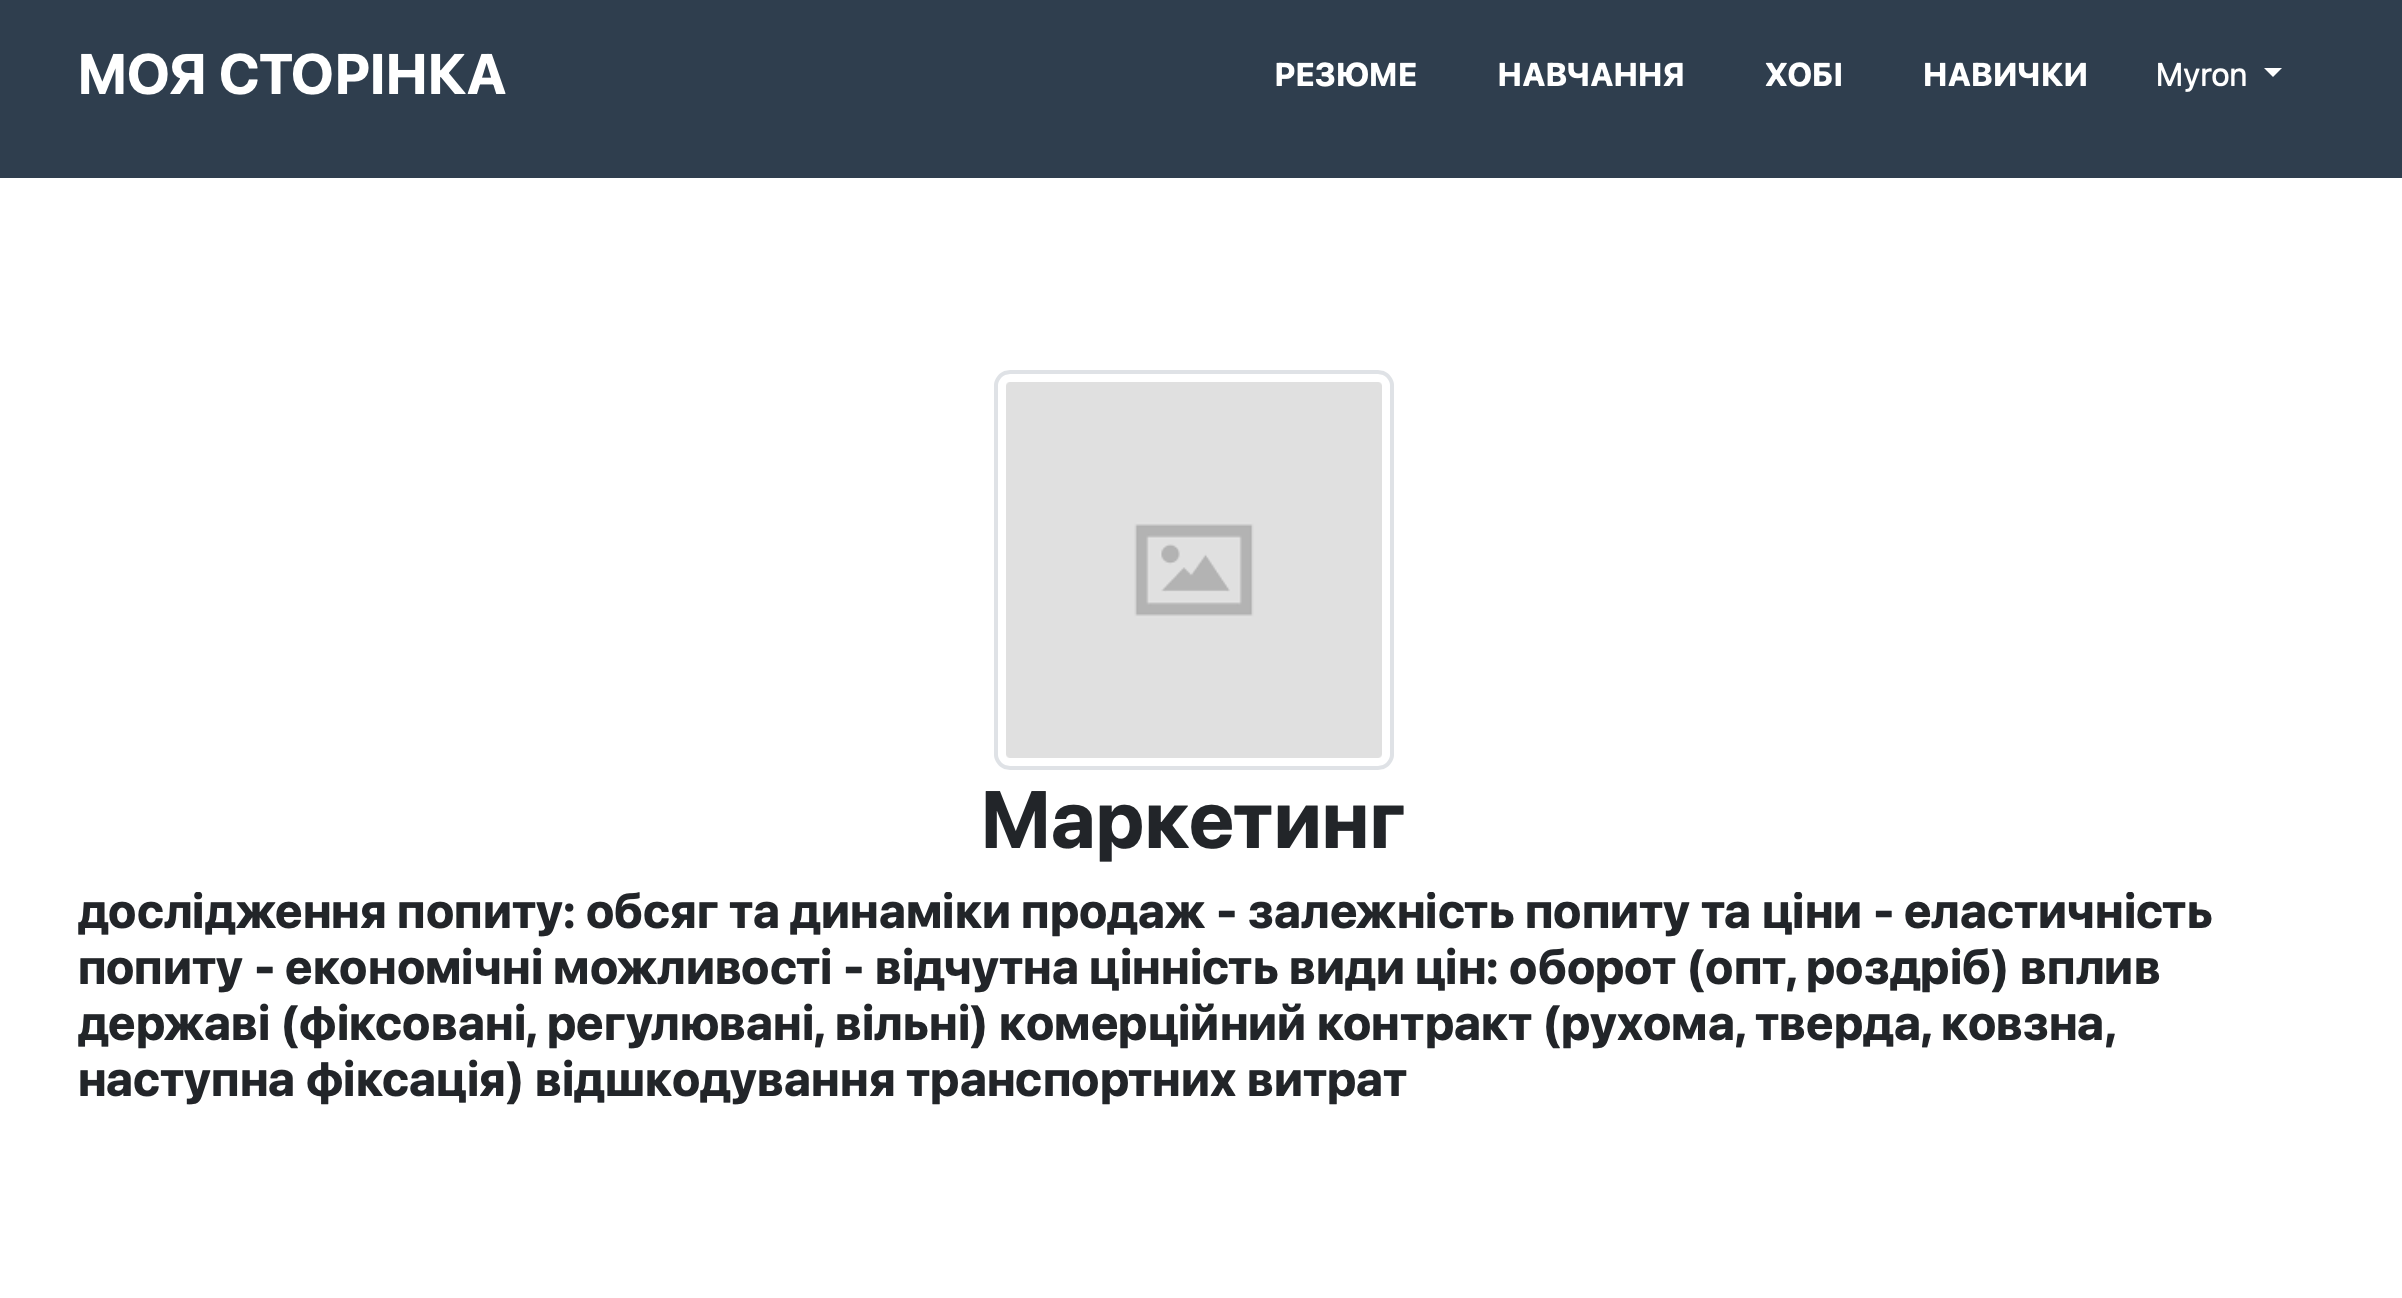 МОЯ СТОРІНКА РЕЗЮМЕ НАВЧАННЯ ХОБІ НАВИЧКИ Myron
Маркетинг
дослідження попиту: обсяг та динаміки продаж - залежність попиту та ціни - еластичність
попиту - економічні можливості - відчутна цінність види цін: оборот (опт, роздріб) вплив
державі (фіксовані, регулювані, вільні) комерційний контракт (рухома, тверда, ковзна,
наступна фіксація) відшкодування транспортних витрат